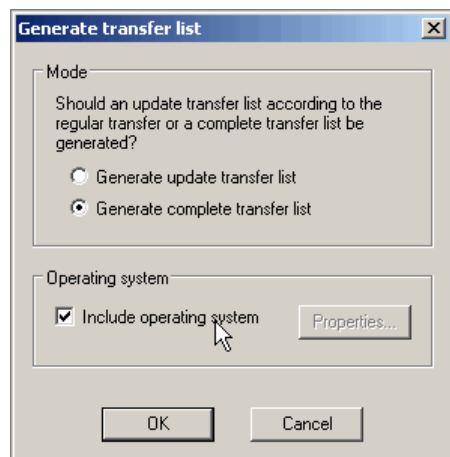 Generate transfer list
Mode
Should an update transfer list according to the
regular transfer or a complete transfer list be
generated?
Generate update transfer list
Generate complete transfer list
Operating system
Include operating system
Properties...
OK
Cancel